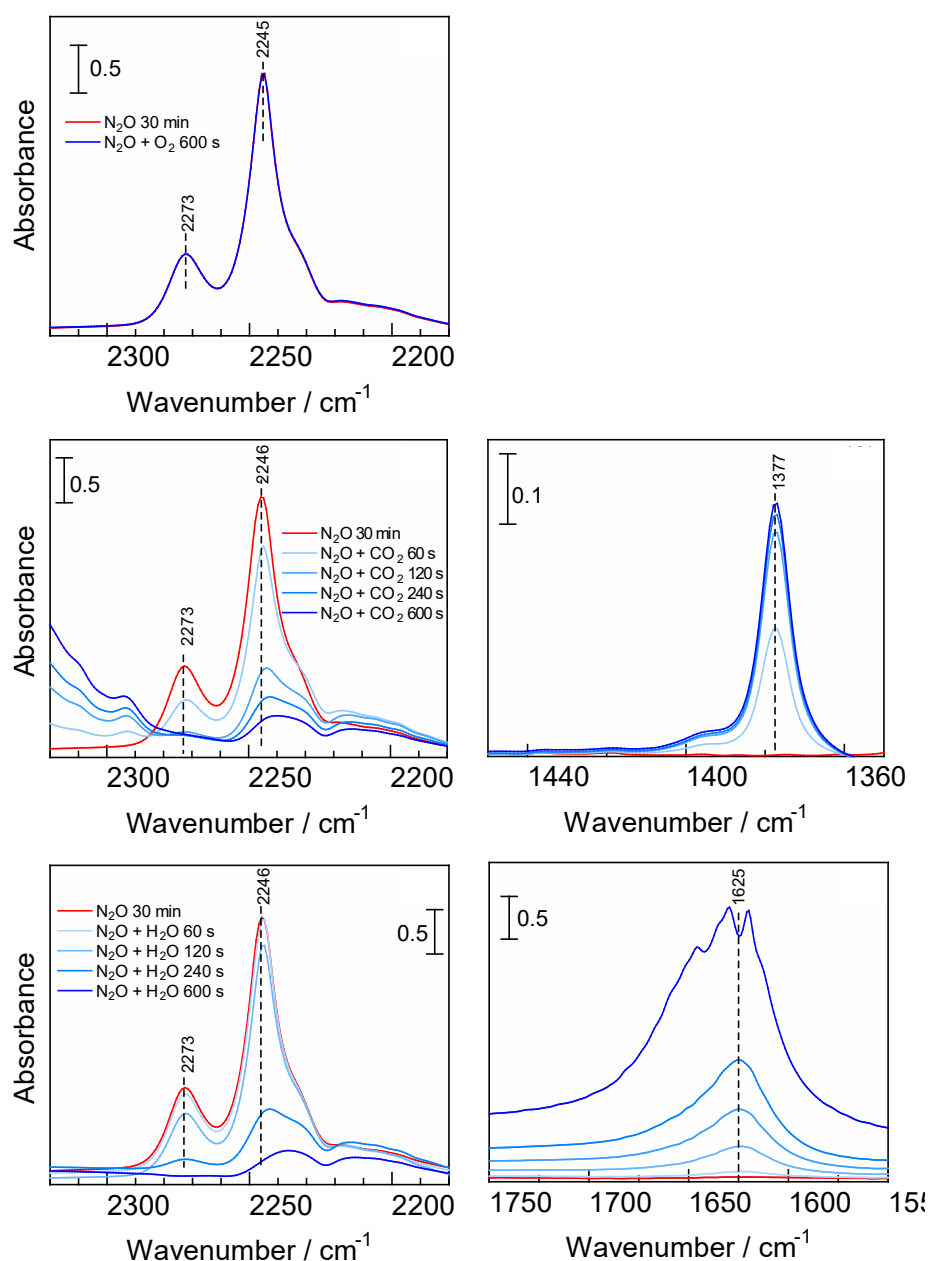 2245
0.5
N₂O 30 min
N₂O + O₂ 600 s
2273
Absorbance
2300 2250 2200
Wavenumber / cm⁻¹
2246
0.5
N₂O 30 min
N₂O + CO₂ 60 s
N₂O + CO₂ 120 s
N₂O + CO₂ 240 s
N₂O + CO₂ 600 s
2273
Absorbance
2300 2250 2200
Wavenumber / cm⁻¹
1377
0.1
1440 1400 1360
Wavenumber / cm⁻¹
2246
N₂O 30 min
N₂O + H₂O 60 s
N₂O + H₂O 120 s
N₂O + H₂O 240 s
N₂O + H₂O 600 s
0.5
2273
Absorbance
2300 2250 2200
Wavenumber / cm⁻¹
1625
0.5
1750 1700 1650 1600 155
Wavenumber / cm⁻¹